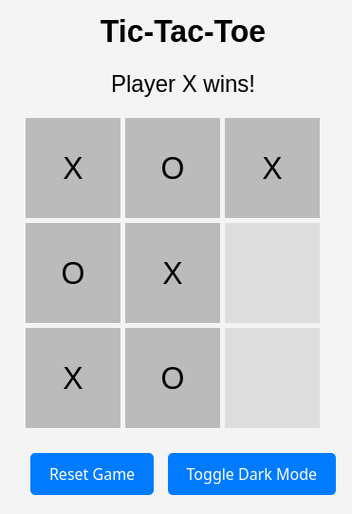 Tic-Tac-Toe
Player X wins!
X O X
O X
X O
Reset Game Toggle Dark Mode